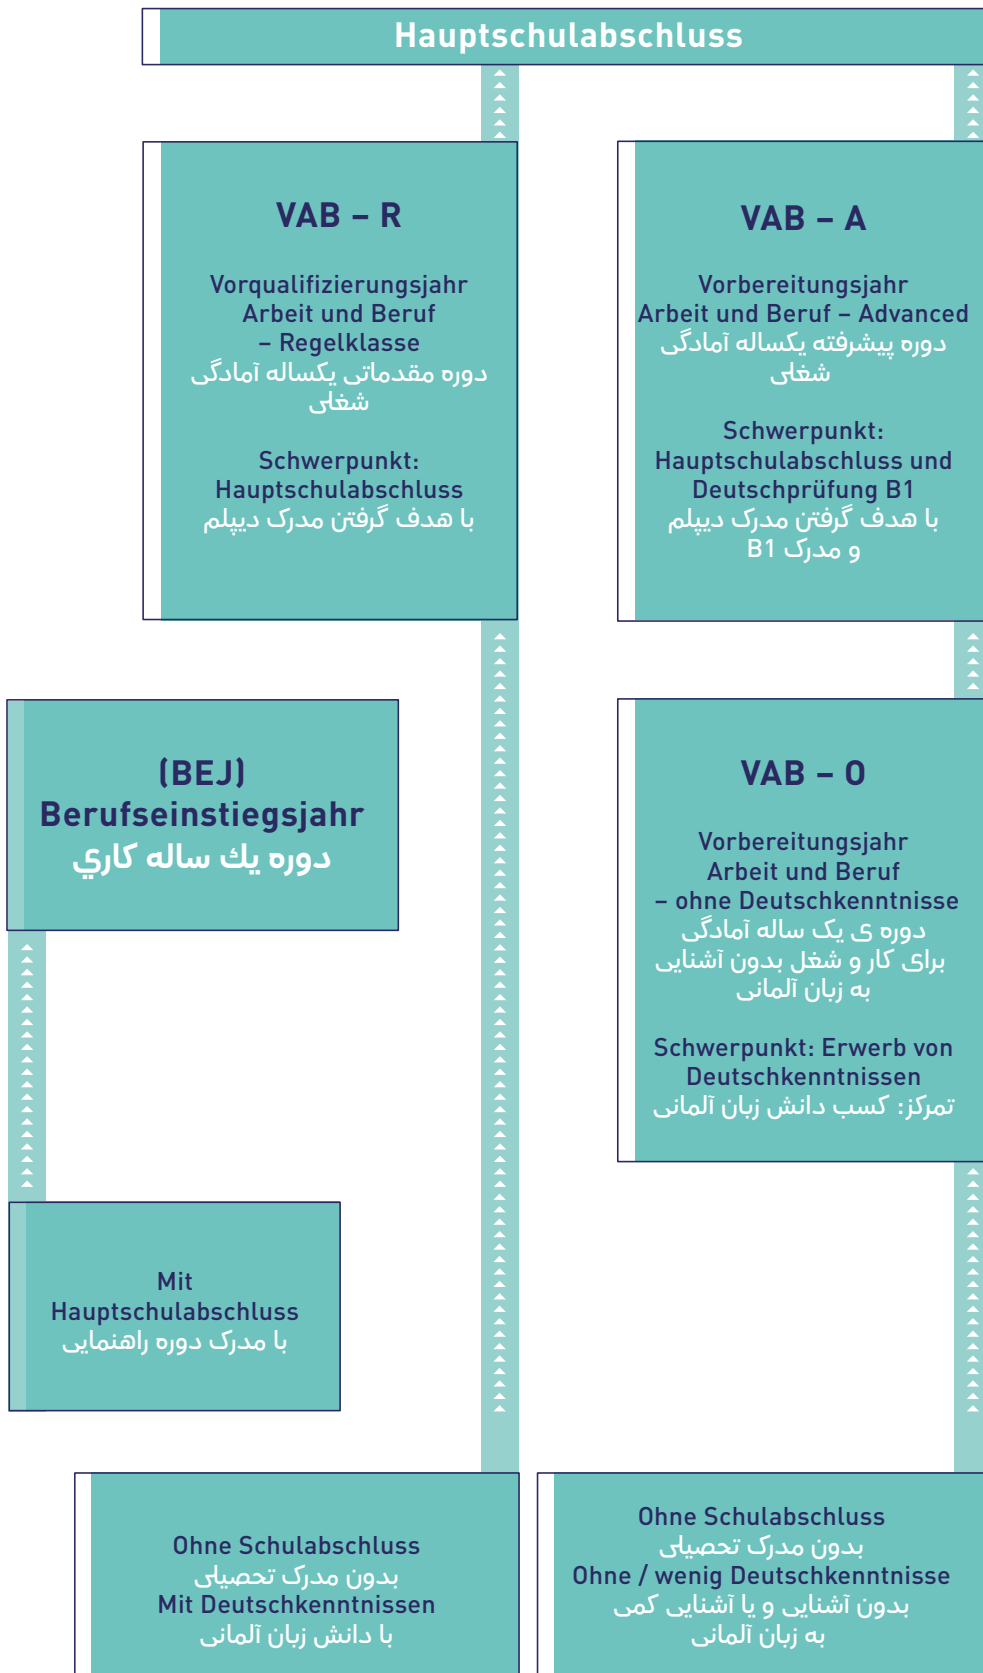 Hauptschulabschluss
VAB – R
Vorqualifizierungsjahr
Arbeit und Beruf
– Regelklasse
دوره مقدماتی یکساله آمادگی
شغلی
Schwerpunkt:
Hauptschulabschluss
با هدف گرفتن مدرک دیپلم
VAB – A
Vorbereitungsjahr
Arbeit und Beruf – Advanced
دوره پیشرفته یکساله آمادگی
شغلی
Schwerpunkt:
Hauptschulabschluss und
Deutschprüfung B1
با هدف گرفتن مدرک دیپلم
و مدرک B1
(BEJ)
Berufseinstiegsjahr
دوره يك ساله كاري
VAB – O
Vorbereitungsjahr
Arbeit und Beruf
– ohne Deutschkenntnisse
دوره ی یک ساله آمادگی
برای کار و شغل بدون آشنایی
به زبان آلمانی
Schwerpunkt: Erwerb von
Deutschkenntnissen
تمرکز: کسب دانش زبان آلمانی
Mit
Hauptschulabschluss
با مدرک دوره راهنمایی
Ohne Schulabschluss
بدون مدرک تحصیلی
Mit Deutschkenntnissen
با دانش زبان آلمانی
Ohne Schulabschluss
بدون مدرک تحصیلی
Ohne / wenig Deutschkenntnisse
بدون آشنایی و یا آشنایی کمی
به زبان آلمانی